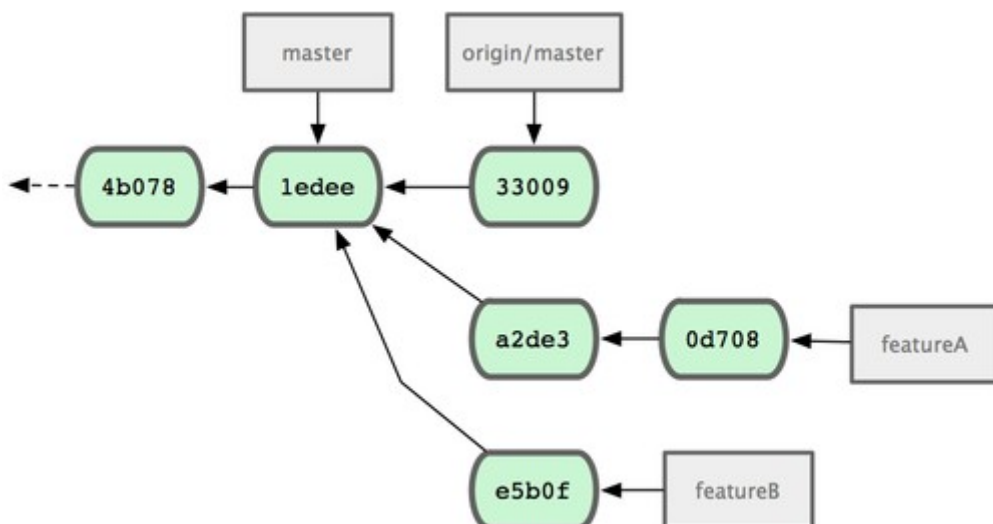 master
origin/master
4b078
1edee
33009
a2de3
0d708
featureA
e5b0f
featureB